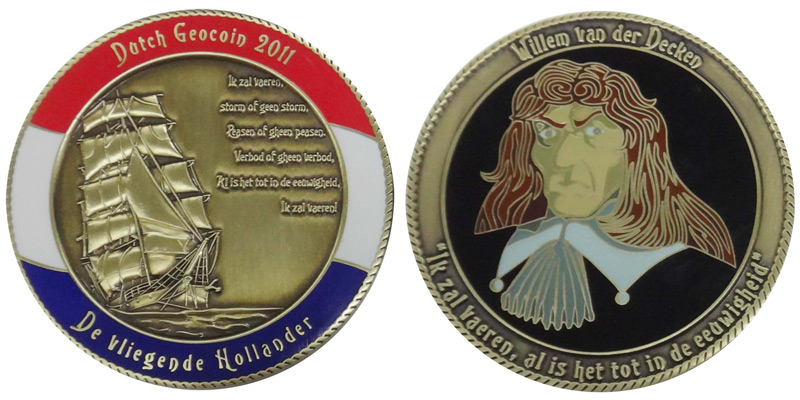 Dutch Geocoin 2011
Ik zal vaeren,
storm of geen storm,
Peasen of gheen peasen.
Verbod of gheen verbod,
Al is het tot in de eeuwigheid,
Ik zal vaeren!
De vliegende Hollander
Willem van der Decken
"Ik zal vaeren, al is het tot in de eeuwigheid"